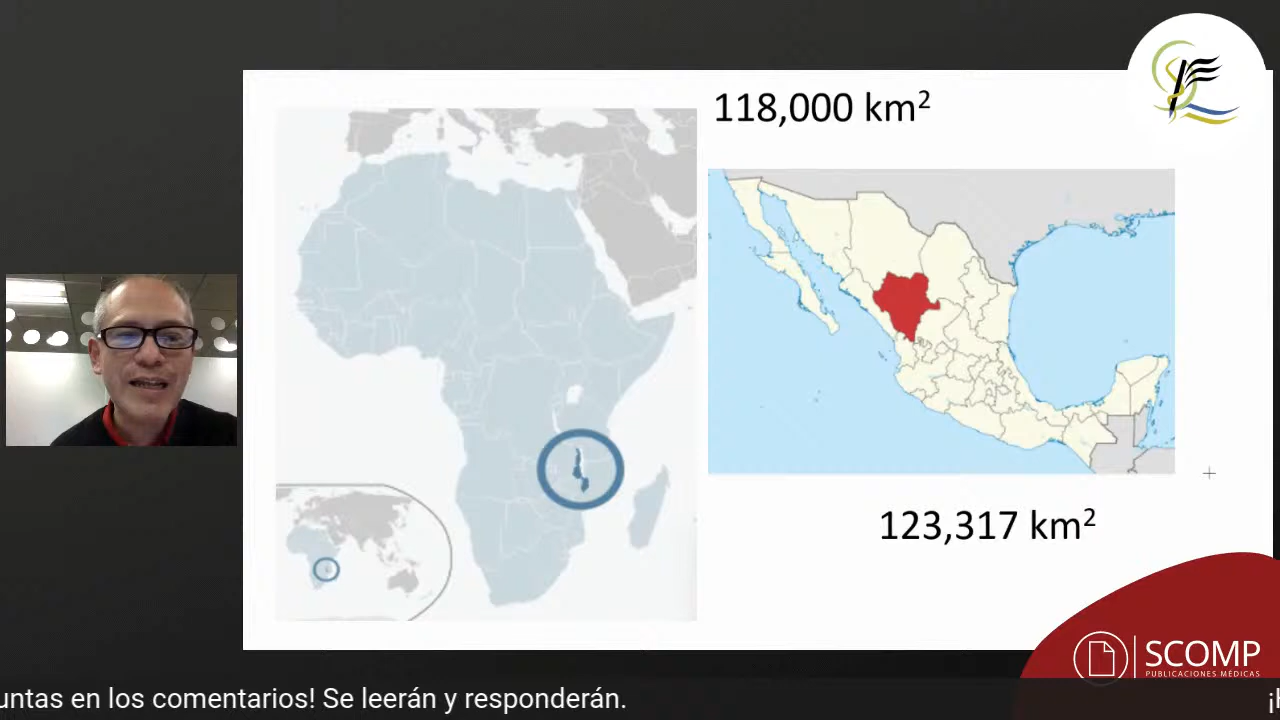 118,000 km²
123,317 km²
SCOMP
PUBLICACIONES MÉDICAS
untas en los comentarios! Se leerán y responderán.